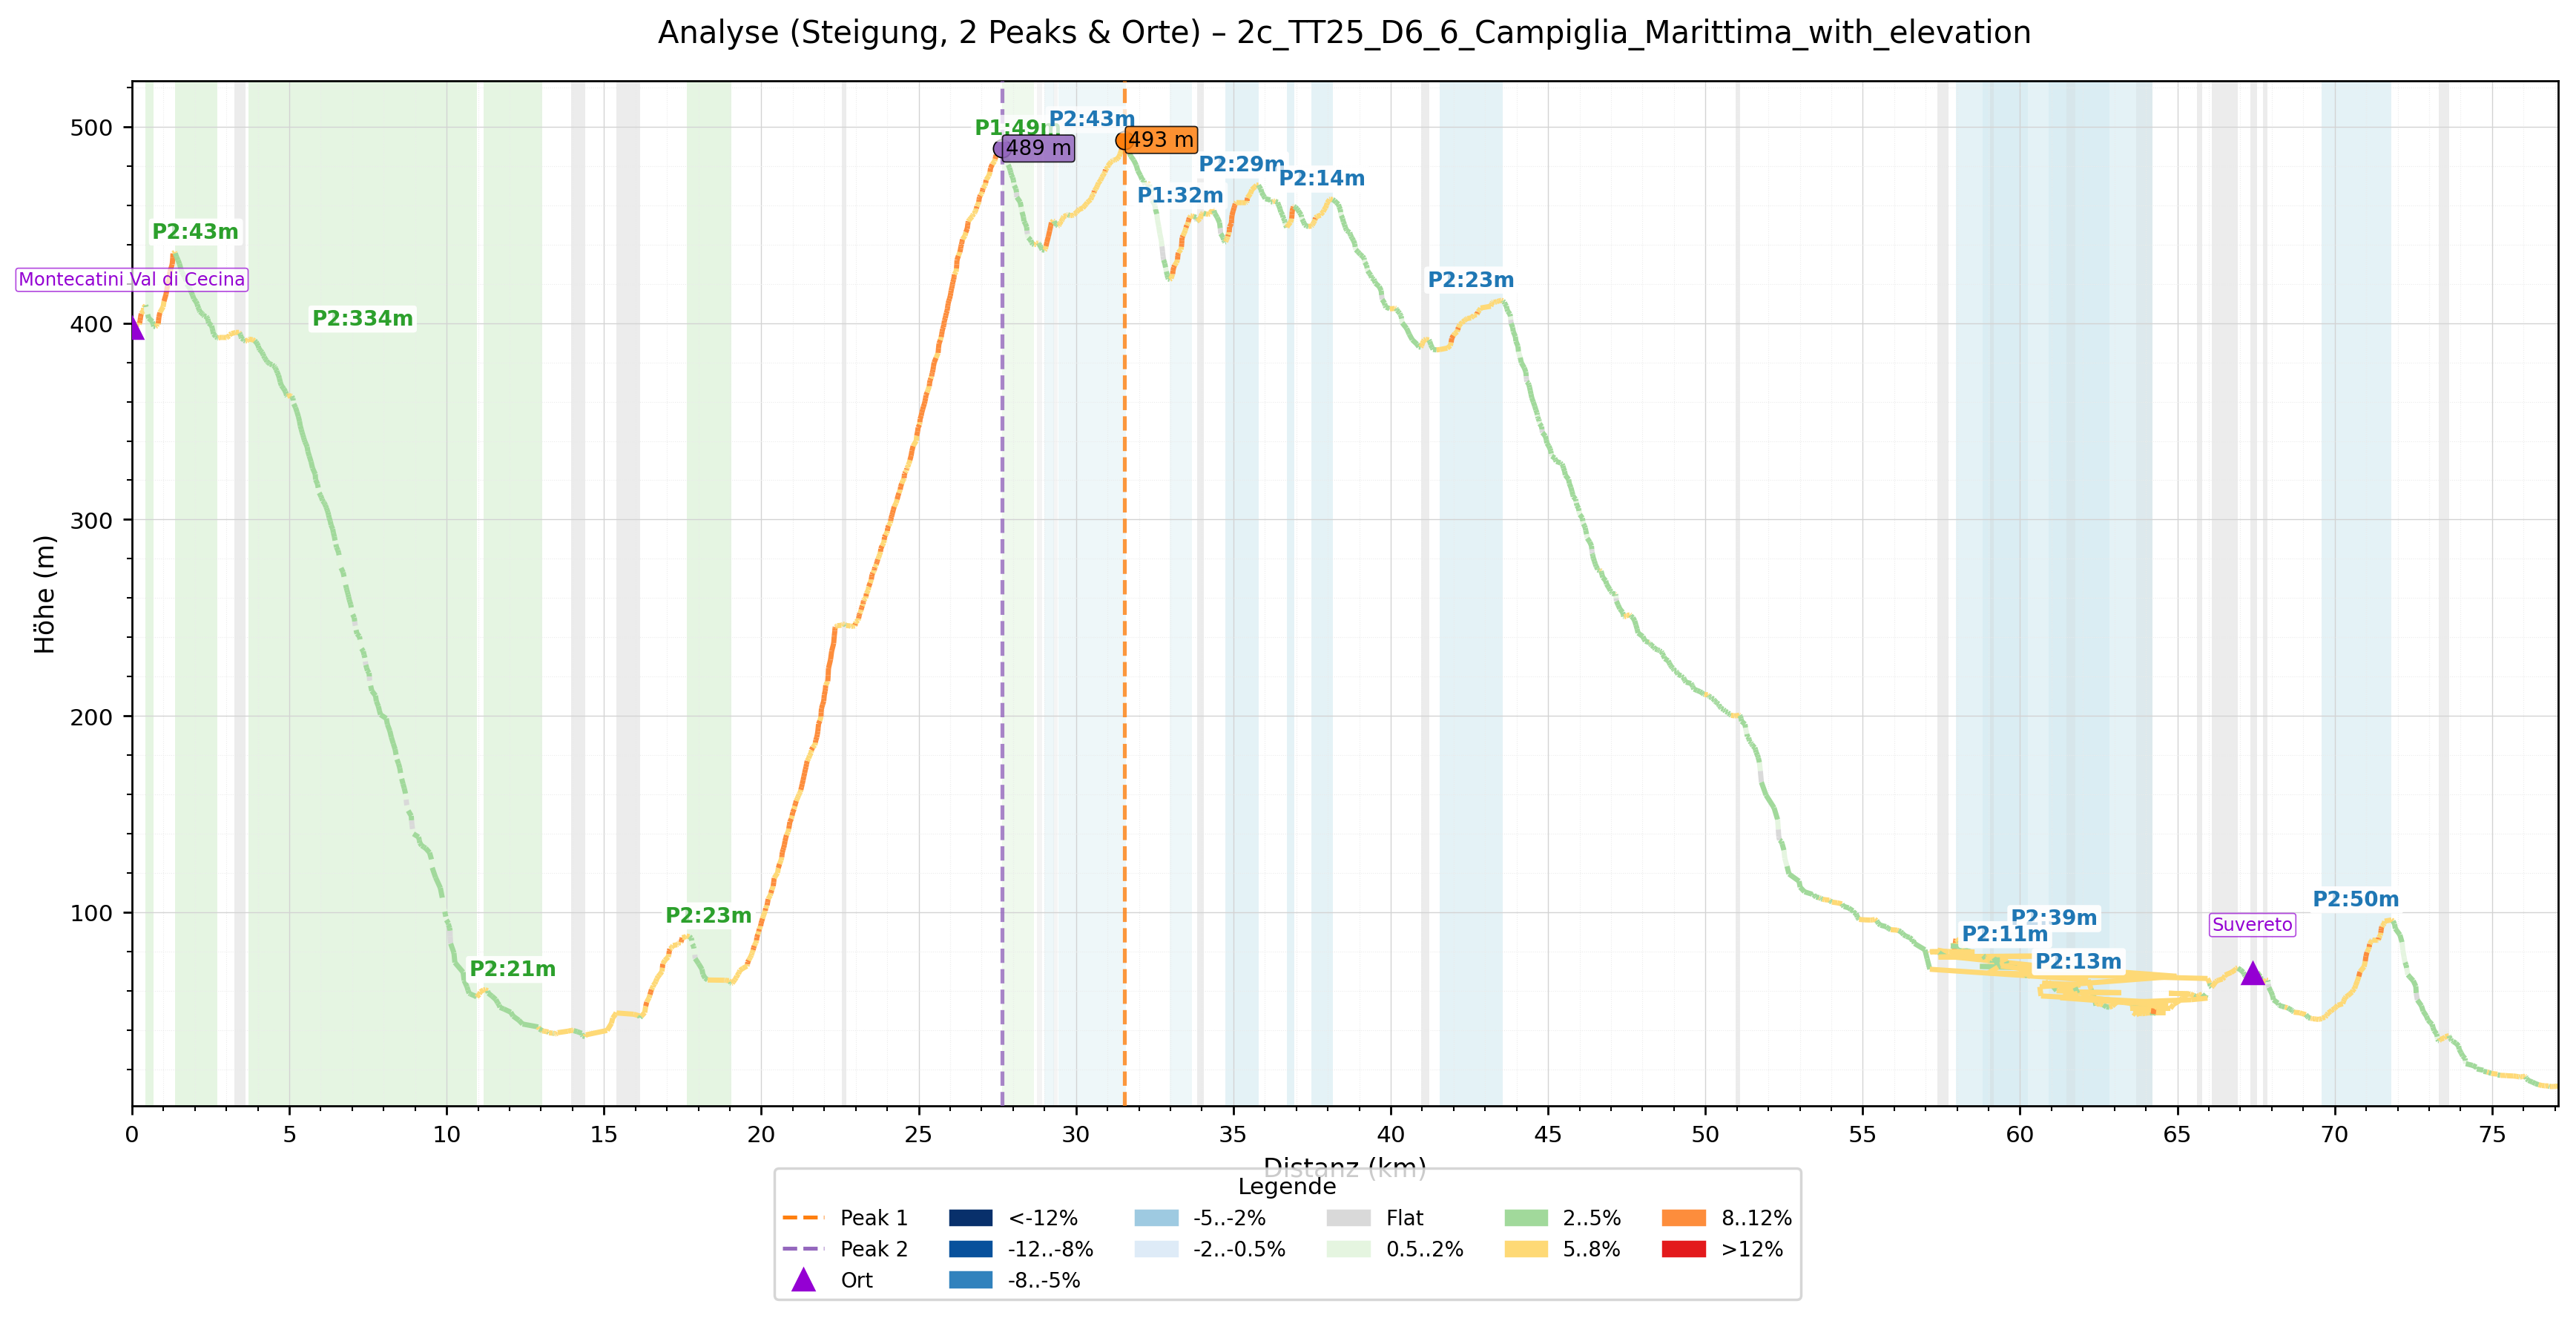 Analyse (Steigung, 2 Peaks & Orte) – 2c_TT25_D6_6_Campiglia_Marittima_with_elevation
Höhe (m)
500
400
300
200
100
P1:49m
P2:43m
489 m
493 m
P2:29m
P2:14m
P1:32m
P2:43m
Montecatini Val di Cecina
P2:334m
P2:23m
P2:23m
P2:21m
P2:39m
P2:11m
P2:13m
Suvereto
P2:50m
0 5 10 15 20 25 30 35 40 45 50 55 60 65 70 75
Distanz (km)
Legende
Peak 1 <-12% -5..-2% Flat 2..5% 8..12%
Peak 2 -12..-8% -2..-0.5% 0.5..2% 5..8% >12%
Ort -8..-5%